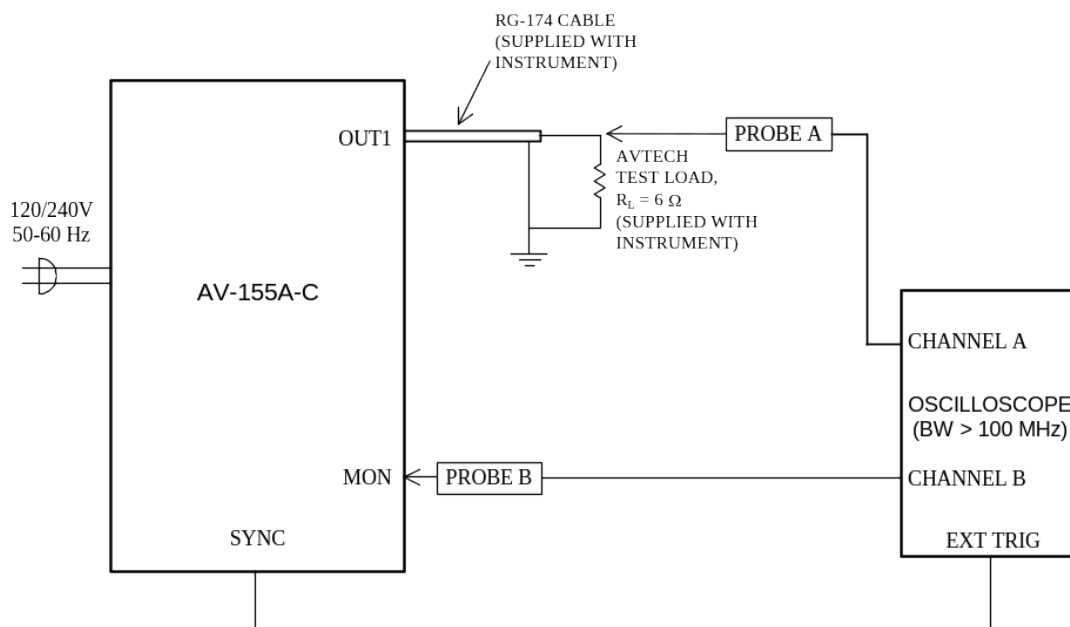 RG-174 CABLE
(SUPPLIED WITH
INSTRUMENT)
OUT1
PROBE A
AVTECH
TEST LOAD,
RL = 6 Ω
(SUPPLIED WITH
INSTRUMENT)
120/240V
50-60 Hz
AV-155A-C
CHANNEL A
OSCILLOSCOPE
(BW > 100 MHz)
MON
PROBE B
CHANNEL B
SYNC
EXT TRIG